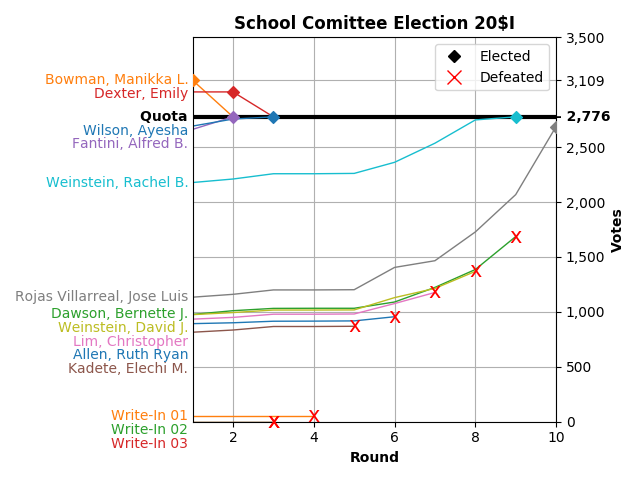 School Comittee Election 20$I
Elected
Defeated
Bowman, Manikka L.
Dexter, Emily
Quota
Wilson, Ayesha
Fantini, Alfred B.
Weinstein, Rachel B.
Rojas Villarreal, Jose Luis
Dawson, Bernette J.
Weinstein, David J.
Lim, Christopher
Allen, Ruth Ryan
Kadete, Elechi M.
Write-In 01
Write-In 02
Write-In 03
3,500
3,109
2,776
2,500
2,000
1,500
1,000
500
0
Votes
2 4 6 8 10
Round